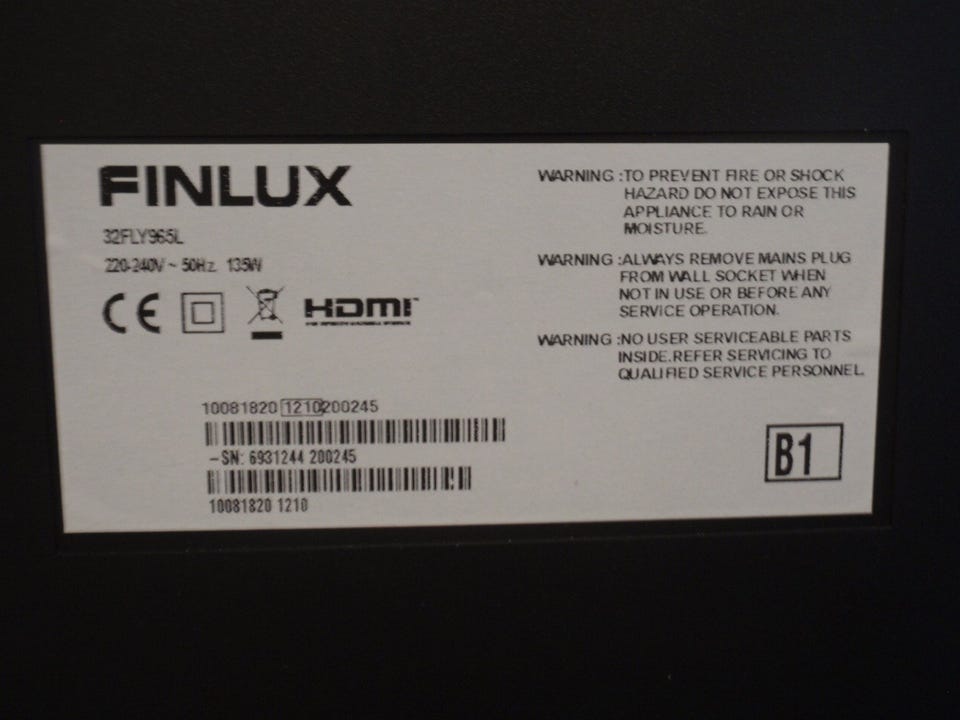 FINLUX
32FLY965L
220-240V ~ 50Hz. 135W
CE
HDMI
10081820 1210200245
-SN: 6931244 200245
10081820 1210
WARNING :TO PREVENT FIRE OR SHOCK
HAZARD DO NOT EXPOSE THIS
APPLIANCE TO RAIN OR
MOISTURE.
WARNING :ALWAYS REMOVE MAINS PLUG
FROM WALL SOCKET WHEN
NOT IN USE OR BEFORE ANY
SERVICE OPERATION.
WARNING :NO USER SERVICEABLE PARTS
INSIDE.REFER SERVICING TO
QUALIFIED SERVICE PERSONNEL.
B1